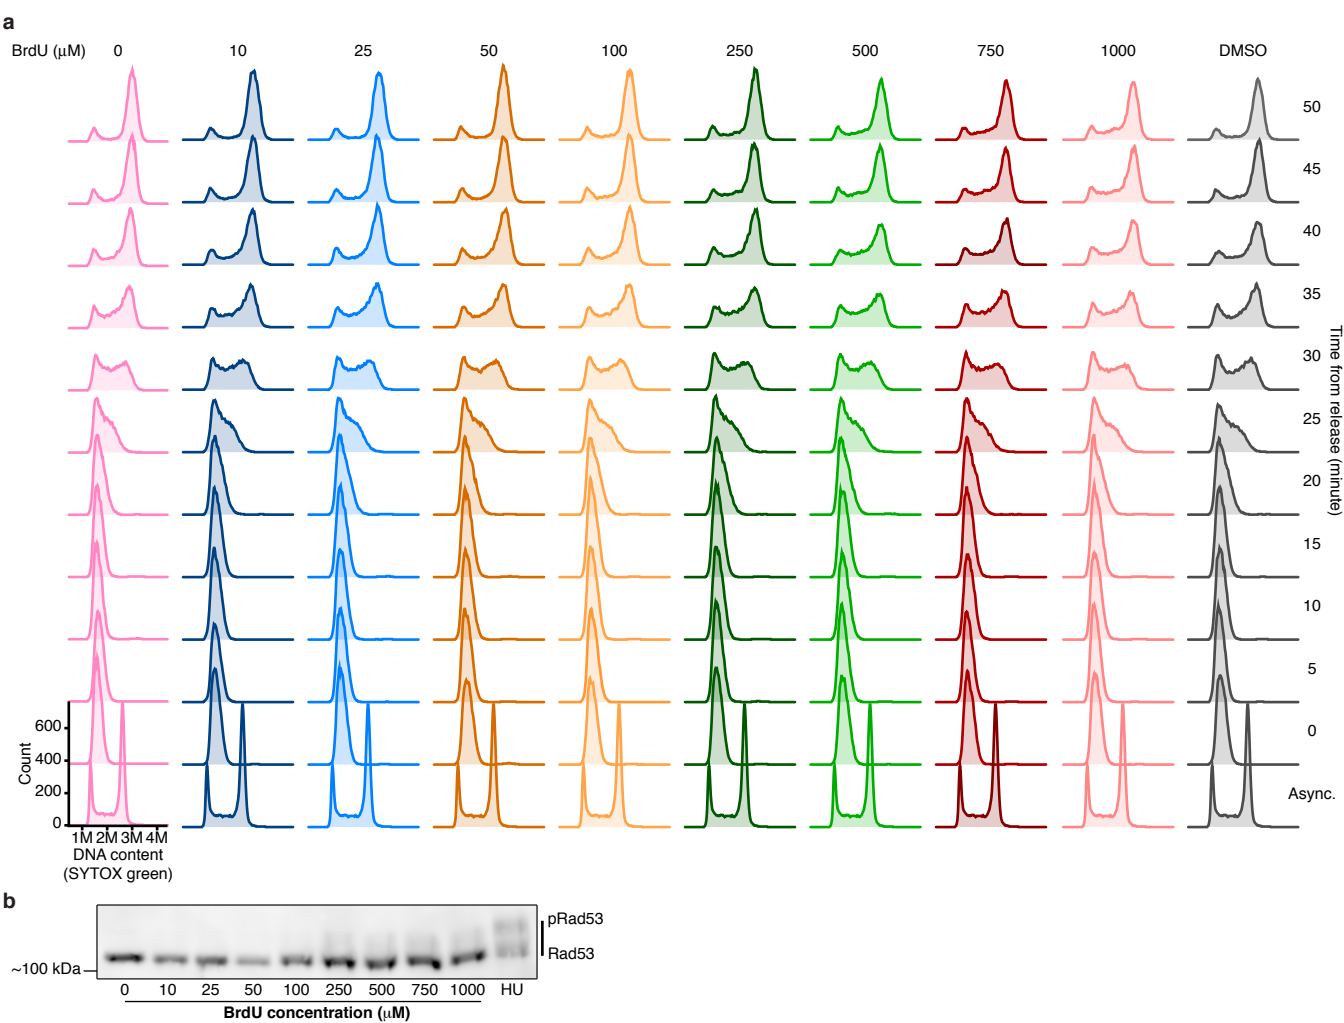 a
BrdU (μM) 0 10 25 50 100 250 500 750 1000 DMSO
50
45
40
35
30
25
20
15
10
5
0
Async.
Time from release (minute)
600
400
200
0
Count
1M 2M 3M 4M
DNA content
(SYTOX green)
b
pRad53
Rad53
~100 kDa
0 10 25 50 100 250 500 750 1000 HU
BrdU concentration (μM)